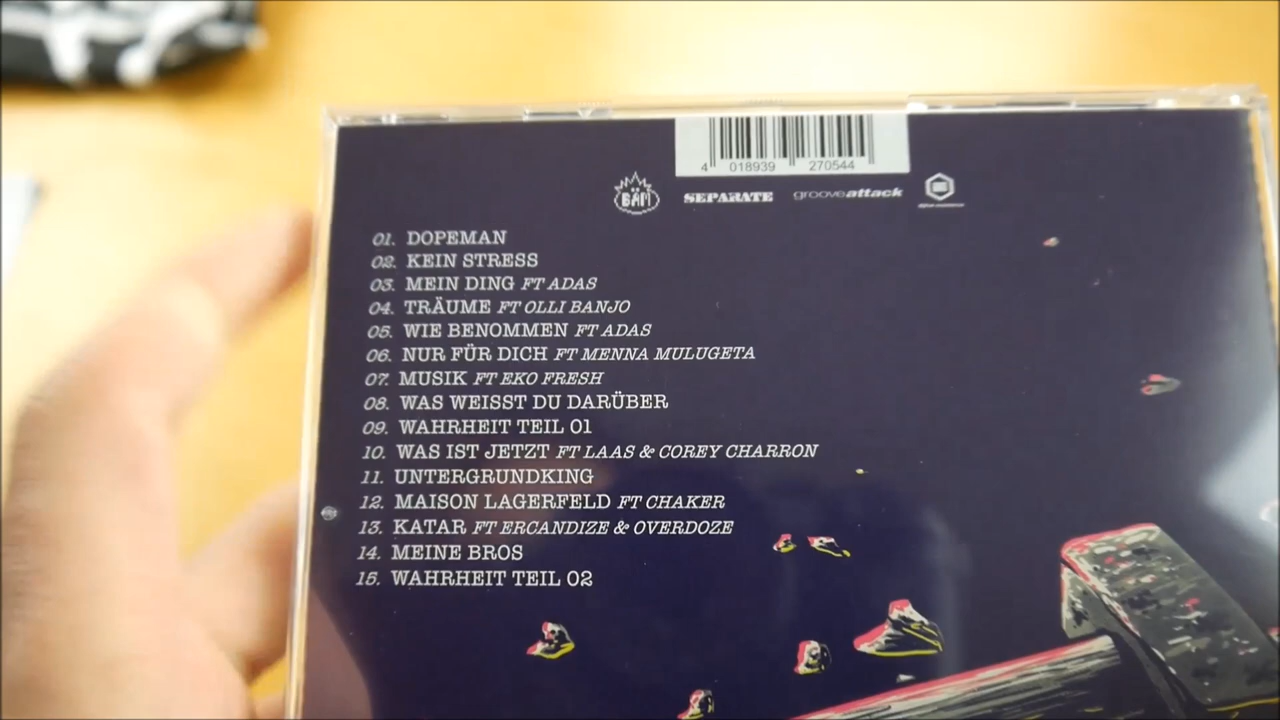 4 018939 270544
BÄM SEPARATE grooveattack
01. DOPEMAN
02. KEIN STRESS
03. MEIN DING FT ADAS
04. TRÄUME FT OLLI BANJO
05. WIE BENOMMEN FT ADAS
06. NUR FÜR DICH FT MENNA MULUGETA
07. MUSIK FT EKO FRESH
08. WAS WEISST DU DARÜBER
09. WAHRHEIT TEIL 01
10. WAS IST JETZT FT LAAS & COREY CHARRON
11. UNTERGRUNDKING
12. MAISON LAGERFELD FT CHAKER
13. KATAR FT ERCANDIZE & OVERDOZE
14. MEINE BROS
15. WAHRHEIT TEIL 02